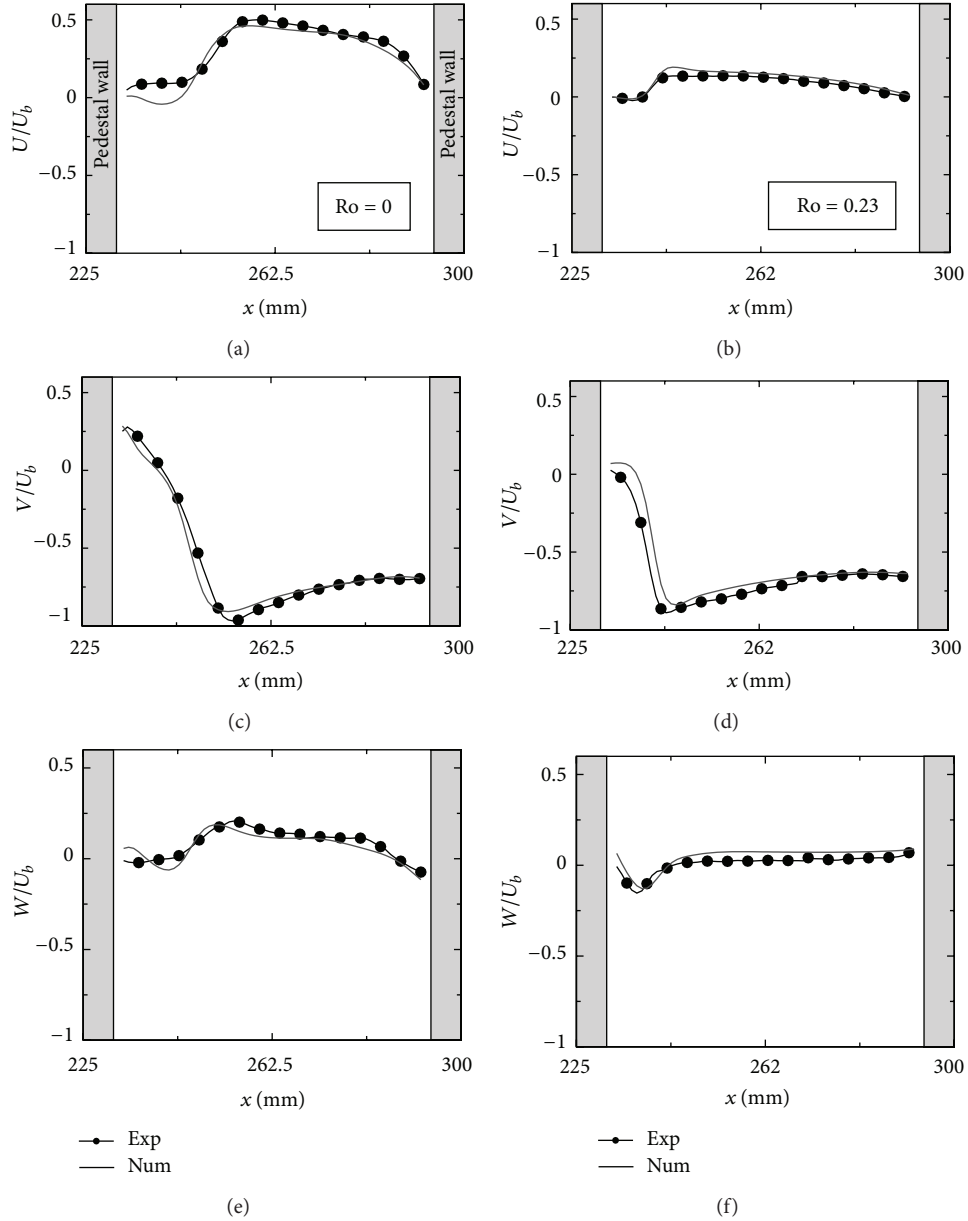 0.5
0
−0.5
−1
U/U_b
Pedestal wall
Pedestal wall
Ro = 0
225
262.5
300
x (mm)
(a)
0.5
0
−0.5
−1
U/U_b
Ro = 0.23
225
262
300
x (mm)
(b)
0.5
0
−0.5
−1
V/U_b
225
262.5
300
x (mm)
(c)
0.5
0
−0.5
−1
V/U_b
225
262
300
x (mm)
(d)
0.5
0
−0.5
−1
W/U_b
225
262.5
300
x (mm)
Exp
Num
(e)
0.5
0
−0.5
−1
W/U_b
225
262
300
x (mm)
Exp
Num
(f)